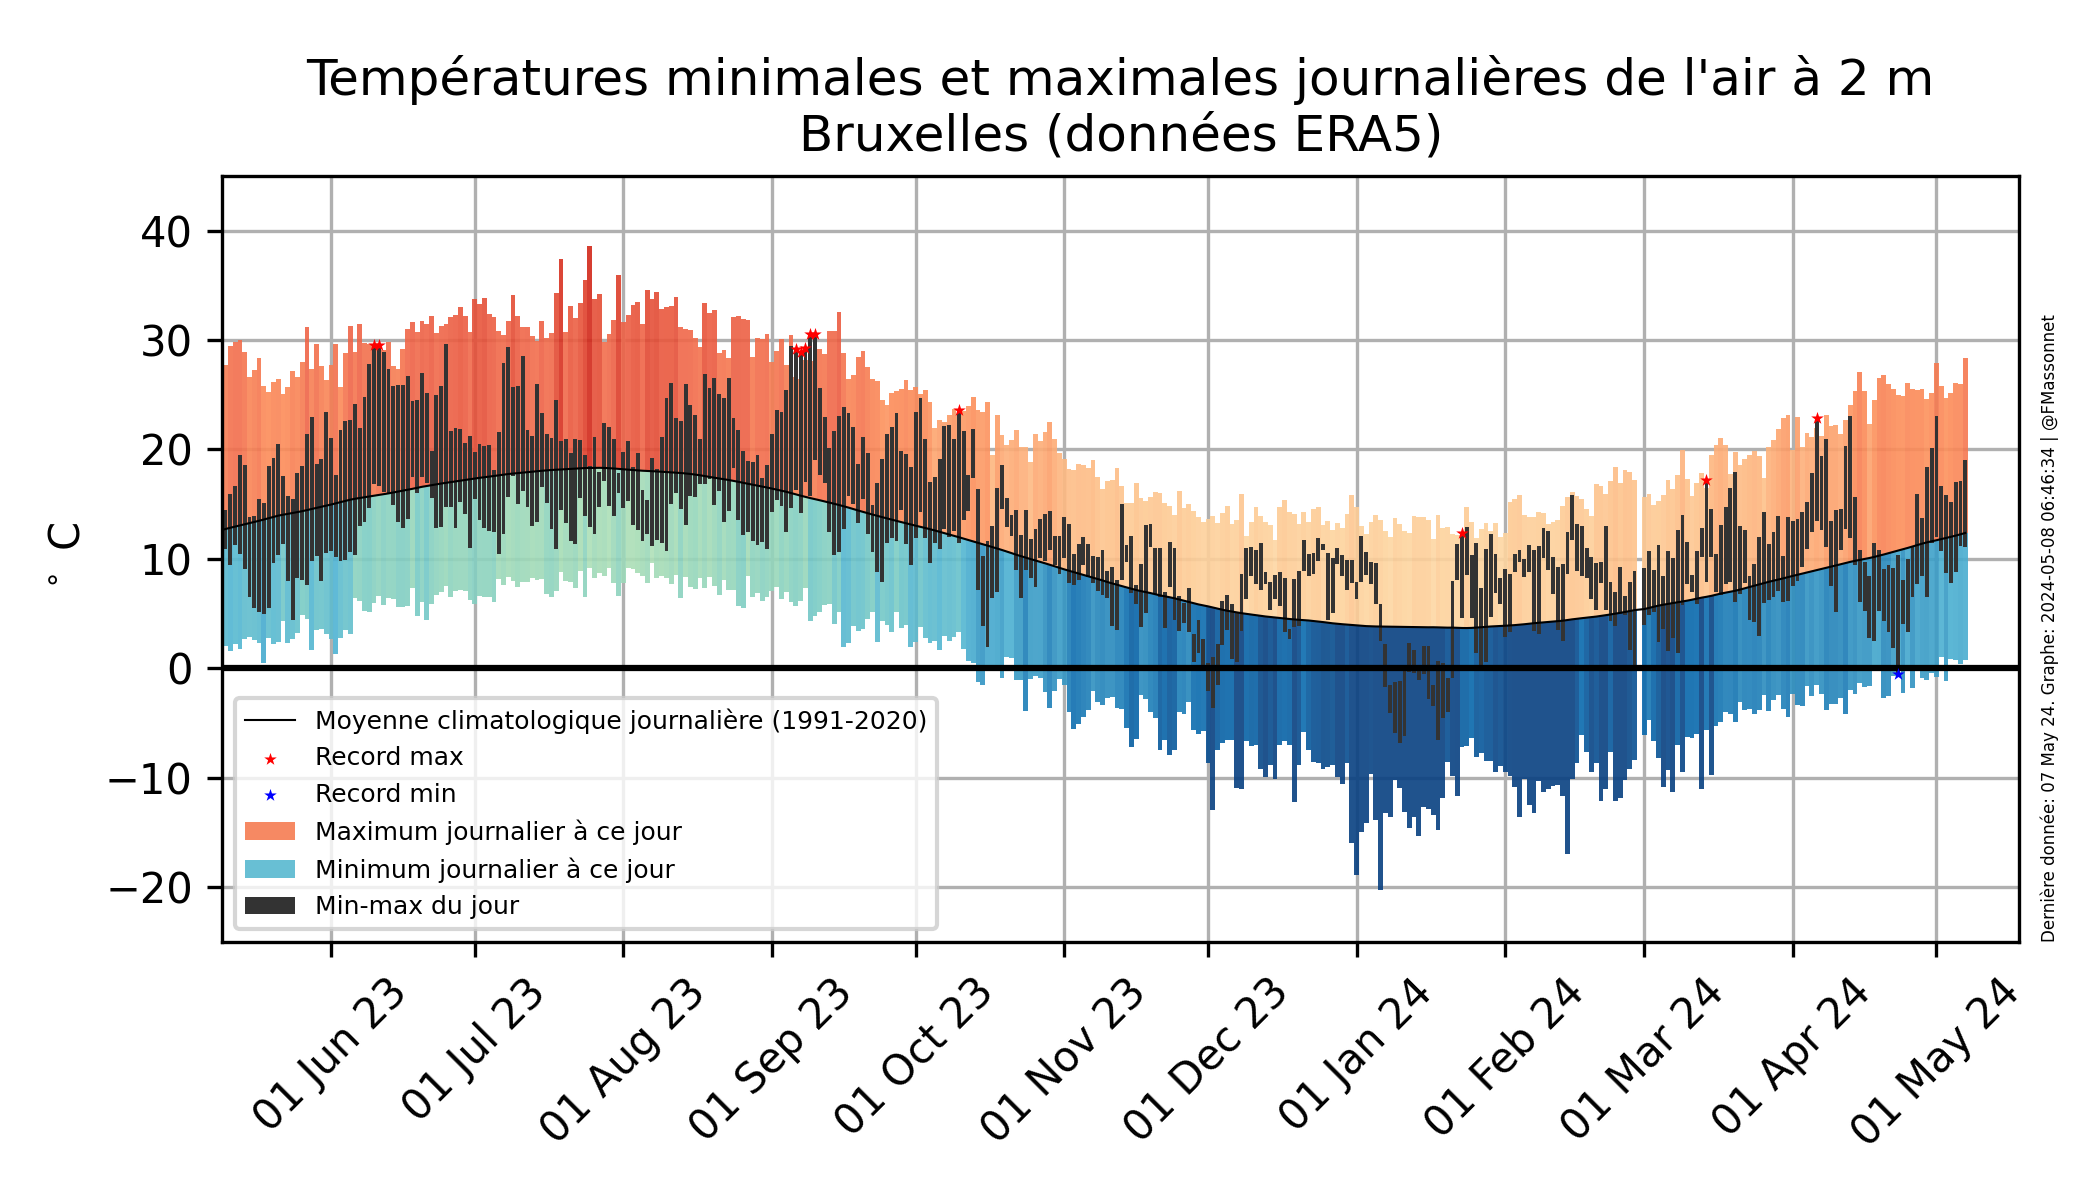 Températures minimales et maximales journalières de l'air à 2 m
Bruxelles (données ERA5)
° C
40
30
20
10
0
−10
−20
Moyenne climatologique journalière (1991-2020)
Record max
Record min
Maximum journalier à ce jour
Minimum journalier à ce jour
Min-max du jour
01 Jun 23
01 Jul 23
01 Aug 23
01 Sep 23
01 Oct 23
01 Nov 23
01 Dec 23
01 Jan 24
01 Feb 24
01 Mar 24
01 Apr 24
01 May 24
Dernière donnée: 07 May 24. Graphe: 2024-05-08 06:46:34 | @FMassonnet